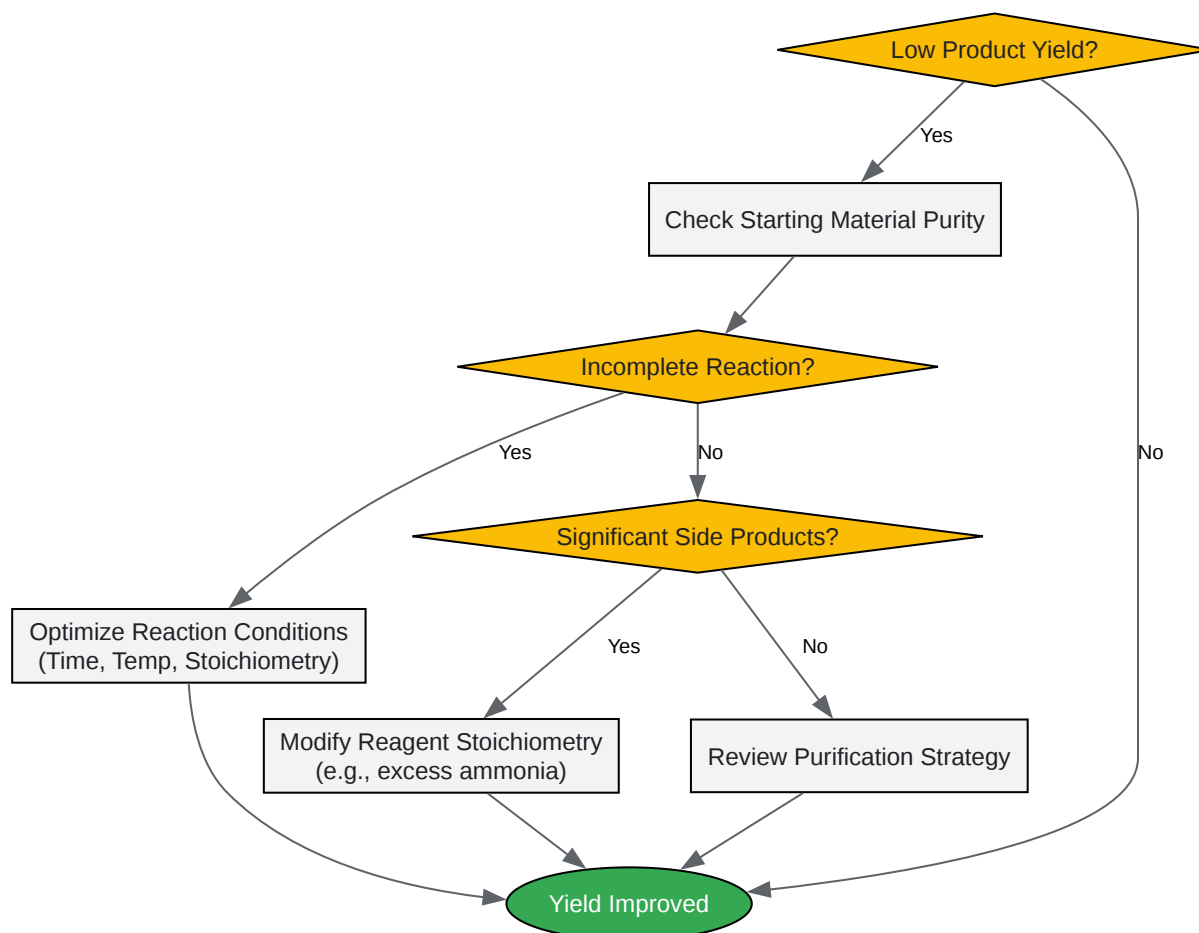 Low Product Yield?
Yes
Check Starting Material Purity
Incomplete Reaction?
Yes
No
No
Significant Side Products?
Optimize Reaction Conditions
(Time, Temp, Stoichiometry)
Yes
No
Modify Reagent Stoichiometry
(e.g., excess ammonia)
Review Purification Strategy
Yield Improved